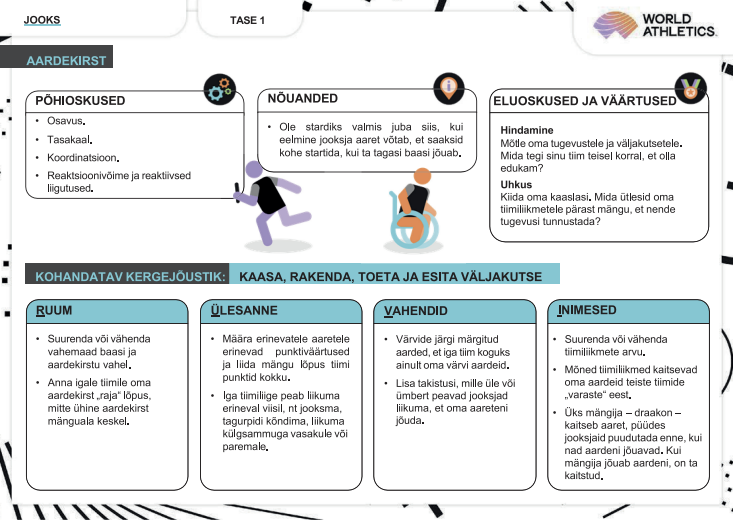 JOOKS
TASE 1
WORLD
ATHLETICS.
AARDEKIRST
PÕHIOSKUSED
• Osavus.
• Tasakaal.
• Koordinatsioon.
• Reaktsioonivõime ja reaktiivsed
liigutused.
NÕUANDED
• Ole stardiks valmis juba siis, kui
eelmine jooksja aaret võtab, et saaksid
kohe startida, kui ta tagasi baasi jõuab.
ELUOSKUSED JA VÄÄRTUSED
Hindamine
Mõtle oma tugevustele ja väljakutsetele.
Mida tegi sinu tiim teisel korral, et olla
edukam?
Uhkus
Kiida oma kaaslasi. Mida ütlesid oma
tiimiliikmetele pärast mängu, et nende
tugevusi tunnustada?
KOHANDATAV KERGEJÕUSTIK: KAASA, RAKENDA, TOETA JA ESITA VÄLJAKUTSE
RUUM
• Suurenda või vähenda
vahemaad baasi ja
aardekirstu vahel.
• Anna igale tiimile oma
aardekirst „raja" lõpus,
mitte ühine aardekirst
mänguala keskel.
ÜLESANNE
• Määra erinevatele aaretele
erinevad punktiväärtused
ja liida mängu lõpus tiimi
punktid kokku.
• Iga tiimiliige peab liikuma
erineval viisil, nt jooksma,
tagurpidi kõndima, liikuma
külgsammuga vasakule või
paremale.
VAHENDID
• Värvide järgi märgitud
aarded, et iga tiim koguks
ainult oma värvi aardeid.
• Lisa takistusi, mille üle või
ümbert peavad jooksjad
liikuma, et oma aareteni
jõuda.
INIMESED
• Suurenda või vähenda
tiimiliikmete arvu.
• Mõned tiimiliikmed kaitsevad
oma aardeid teiste tiimide
„varaste" eest.
• Üks mängija – draakon –
kaitseb aaret, püüdes
jooksjaid puudutada enne, kui
nad aardeni jõuavad. Kui
mängija jõuab aardeni, on ta
kaitstud.